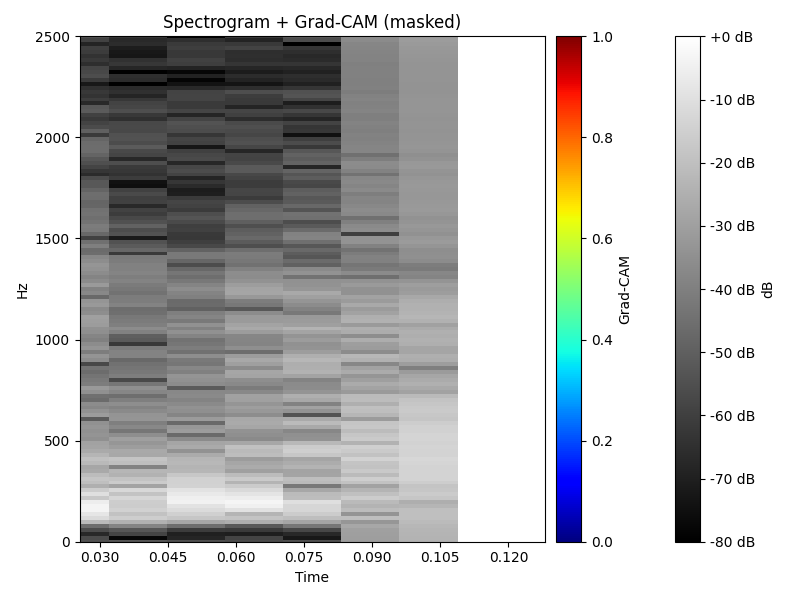 Spectrogram + Grad-CAM (masked)
2500
2000
1500
1000
500
0
Hz
0.030 0.045 0.060 0.075 0.090 0.105 0.120
Time
1.0
0.8
0.6
0.4
0.2
0.0
Grad-CAM
+0 dB
-10 dB
-20 dB
-30 dB
-40 dB
-50 dB
-60 dB
-70 dB
-80 dB
dB